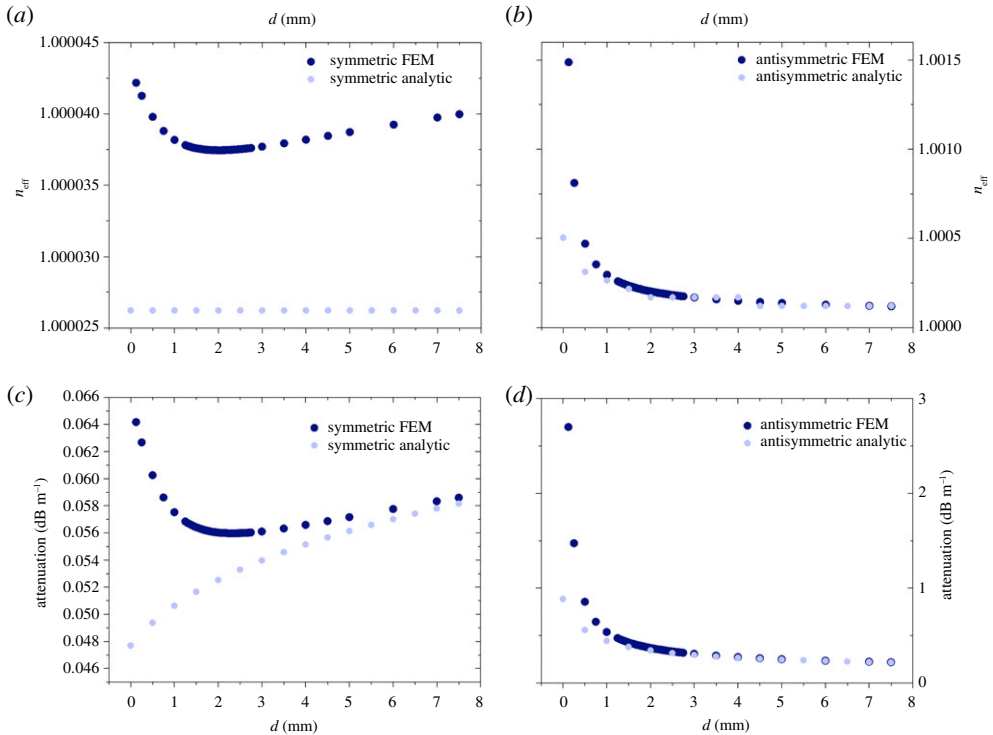 (a)
d (mm)
symmetric FEM
symmetric analytic
1.000045
1.000040
1.000035
1.000030
1.000025
neff
0 1 2 3 4 5 6 7 8
(b)
d (mm)
antisymmetric FEM
antisymmetric analytic
1.0015
1.0010
1.0005
1.0000
neff
0 1 2 3 4 5 6 7 8
(c)
symmetric FEM
symmetric analytic
0.066
0.064
0.062
0.060
0.058
0.056
0.054
0.052
0.050
0.048
0.046
attenuation (dB m⁻¹)
0 1 2 3 4 5 6 7 8
d (mm)
(d)
antisymmetric FEM
antisymmetric analytic
3
2
1
0
attenuation (dB m⁻¹)
0 1 2 3 4 5 6 7 8
d (mm)